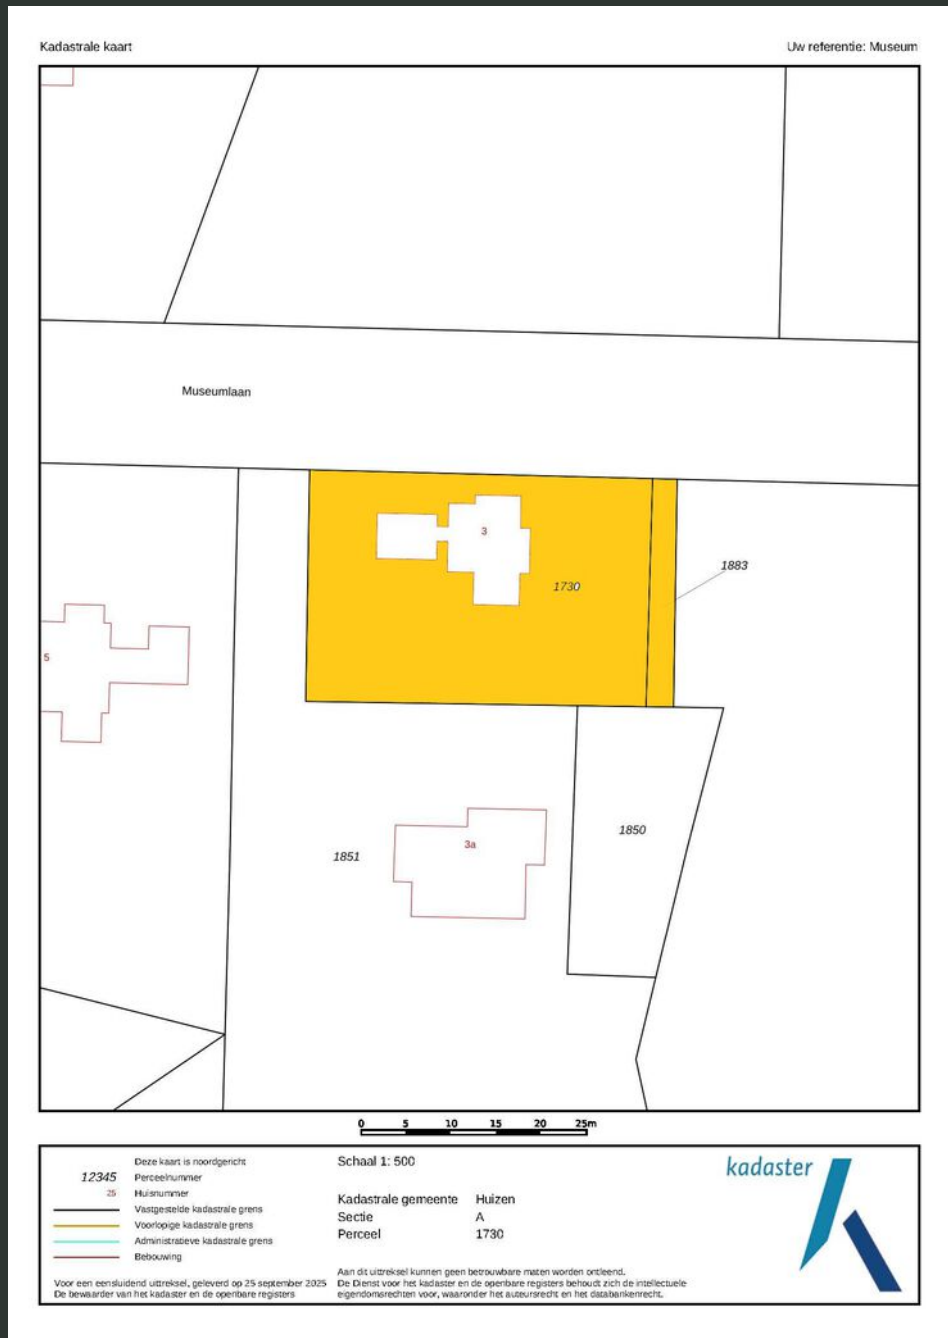 Kadastrale kaart
Uw referentie: Museum
Museumlaan
3
1730
1883
5
1850
3a
1851
0 5 10 15 20 25m
12345
25
Deze kaart is noordgericht
Perceelnummer
Huisnummer
Vastgestelde kadastrale grens
Voorlopige kadastrale grens
Administratieve kadastrale grens
Bebouwing
Voor een eensluidend uittreksel, geleverd op 25 september 2025
De bewaarder van het kadaster en de openbare registers
Schaal 1: 500
Kadastrale gemeente Huizen
Sectie A
Perceel 1730
Aan dit uittreksel kunnen geen betrouwbare maten worden ontleend.
De Dienst voor het kadaster en de openbare registers behoudt zich de intellectuele
eigendomsrechten voor, waaronder het auteursrecht en het databankenrecht.
kadaster